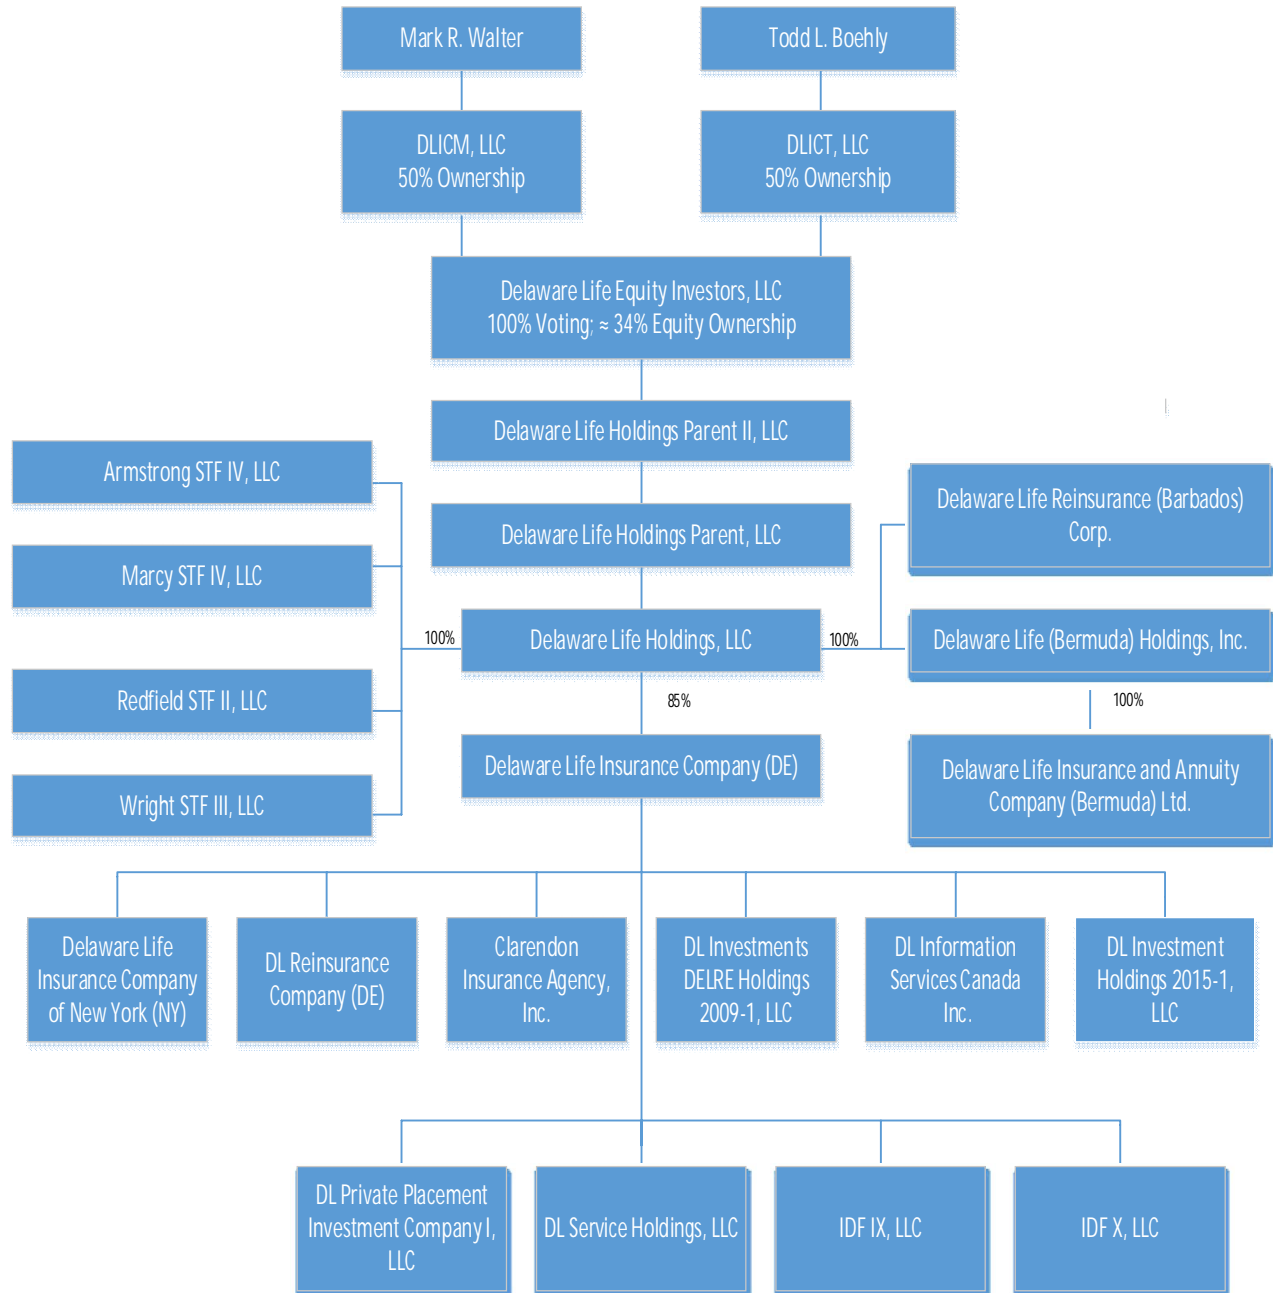 Mark R. Walter
Todd L. Boehly
DLICM, LLC
50% Ownership
DLICT, LLC
50% Ownership
Delaware Life Equity Investors, LLC
100% Voting; ≈ 34% Equity Ownership
Delaware Life Holdings Parent II, LLC
Armstrong STF IV, LLC
Delaware Life Holdings Parent, LLC
Delaware Life Reinsurance (Barbados)
Corp.
Marcy STF IV, LLC
100%
Delaware Life Holdings, LLC
100%
Delaware Life (Bermuda) Holdings, Inc.
Redfield STF II, LLC
85%
100%
Delaware Life Insurance Company (DE)
Delaware Life Insurance and Annuity
Company (Bermuda) Ltd.
Wright STF III, LLC
Delaware Life
Insurance Company
of New York (NY)
DL Reinsurance
Company (DE)
Clarendon
Insurance Agency,
Inc.
DL Investments
DELRE Holdings
2009-1, LLC
DL Information
Services Canada
Inc.
DL Investment
Holdings 2015-1,
LLC
DL Private Placement
Investment Company I,
LLC
DL Service Holdings, LLC
IDF IX, LLC
IDF X, LLC